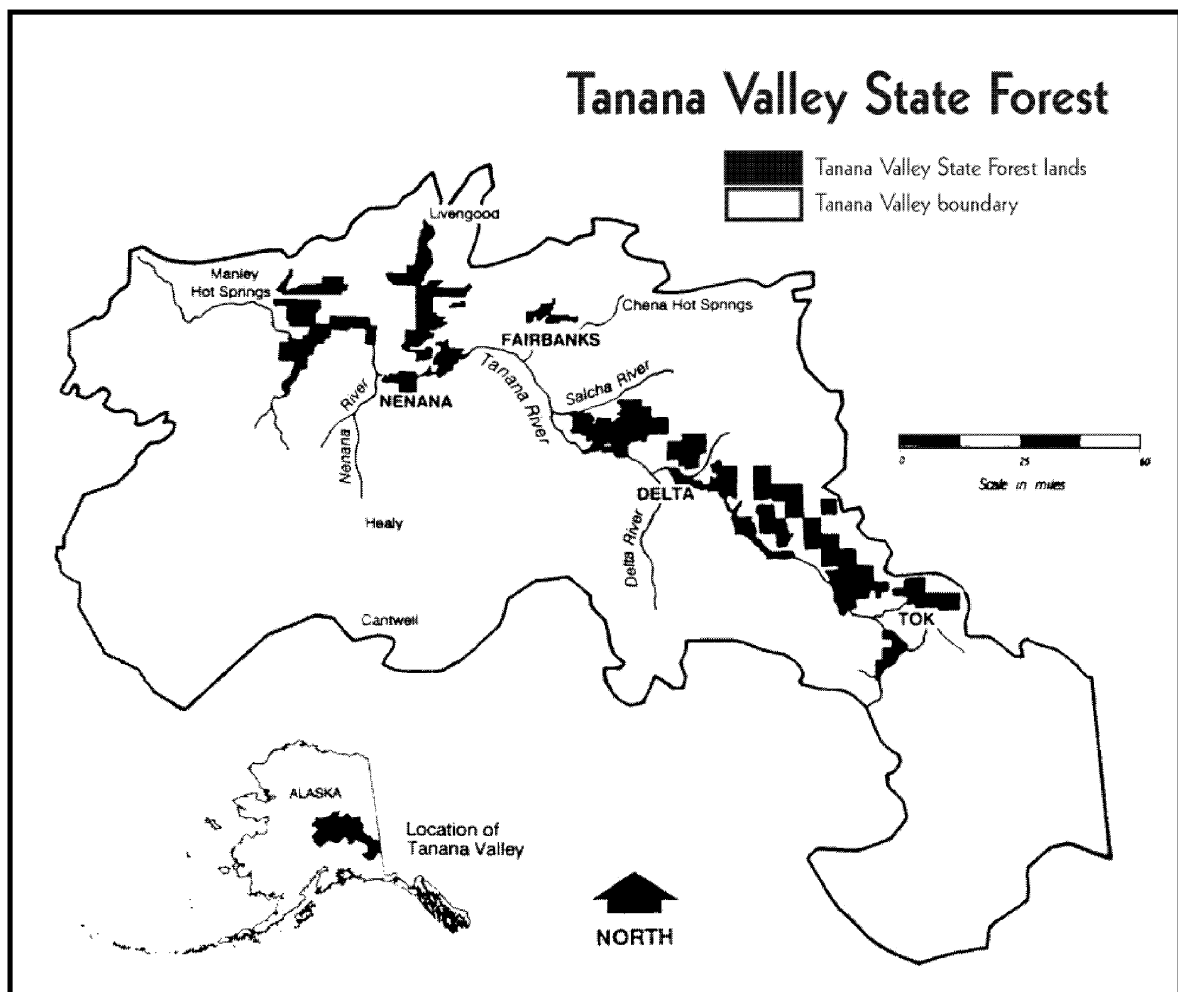 Tanana Valley State Forest
Tanana Valley State Forest lands
Tanana Valley boundary
Livengood
Manley
Hot Springs
Chena Hot Springs
FAIRBANKS
Tanana River
Salcha River
NENANA
River
Nenana
DELTA
Delta River
0 25 60
Scale in miles
Healy
Cantwell
TOK
ALASKA
Location of
Tanana Valley
NORTH